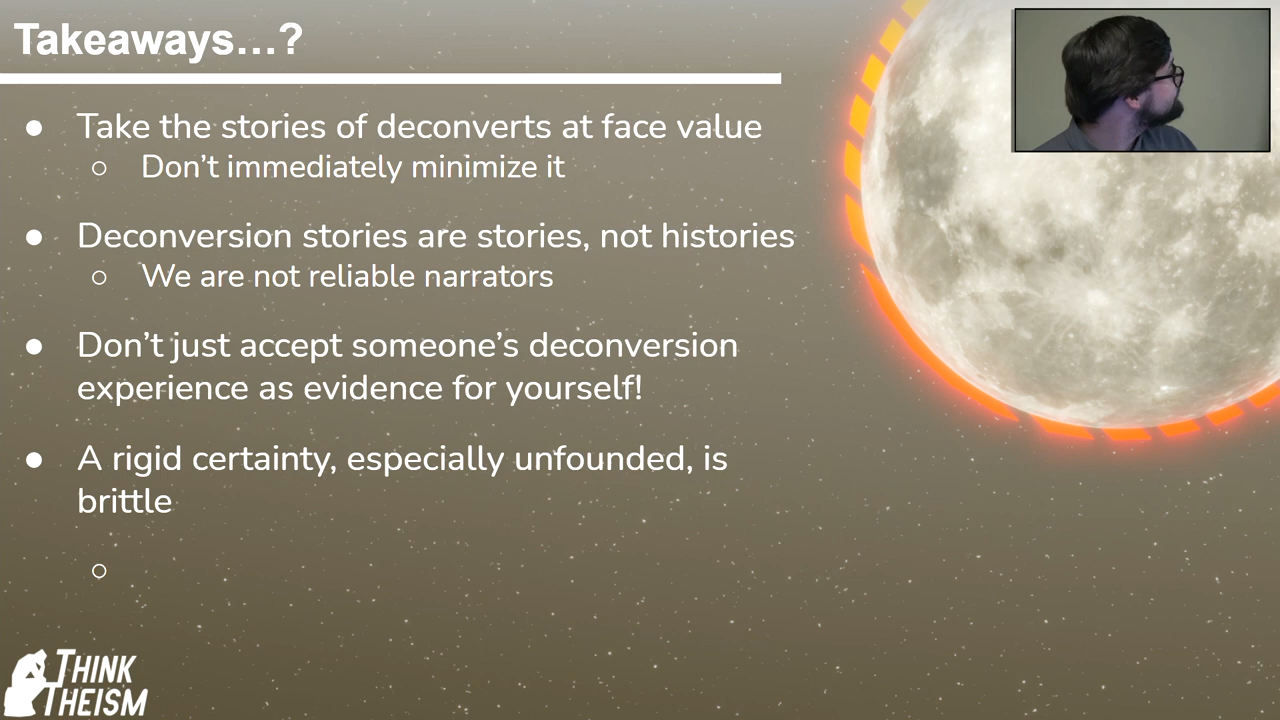 Takeaways...?
● Take the stories of deconverts at face value
○ Don't immediately minimize it
● Deconversion stories are stories, not histories
○ We are not reliable narrators
● Don't just accept someone's deconversion
experience as evidence for yourself!
● A rigid certainty, especially unfounded, is
brittle
○
THINK
THEISM